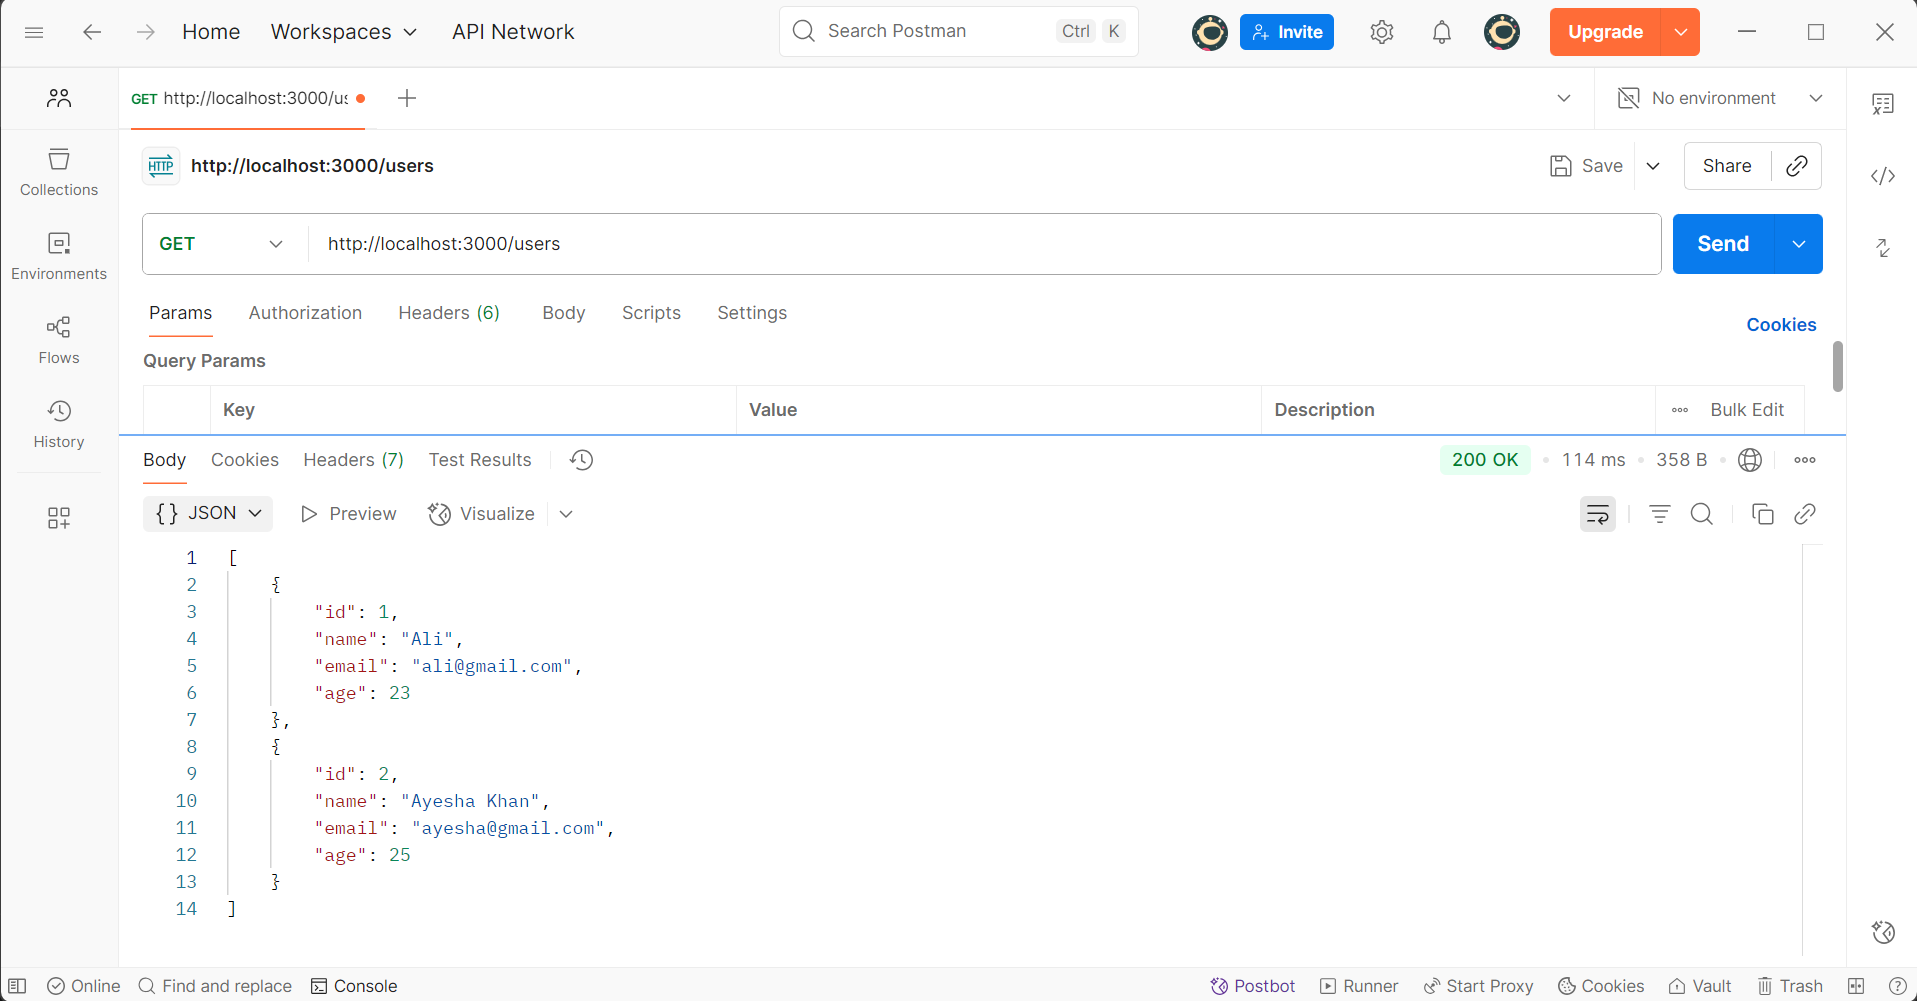 Home Workspaces API Network Search Postman Ctrl K Invite Upgrade
GET http://localhost:3000/us No environment
HTTP http://localhost:3000/users Save Share
Collections
GET http://localhost:3000/users Send
Environments
Params Authorization Headers (6) Body Scripts Settings Cookies
Flows
Query Params
Key Value Description Bulk Edit
History
Body Cookies Headers (7) Test Results 200 OK • 114 ms • 358 B •
{} JSON Preview Visualize
1 [
2 {
3 "id": 1,
4 "name": "Ali",
5 "email": "ali@gmail.com",
6 "age": 23
7 },
8 {
9 "id": 2,
10 "name": "Ayesha Khan",
11 "email": "ayesha@gmail.com",
12 "age": 25
13 }
14 ]
Online Find and replace Console Postbot Runner Start Proxy Cookies Vault Trash